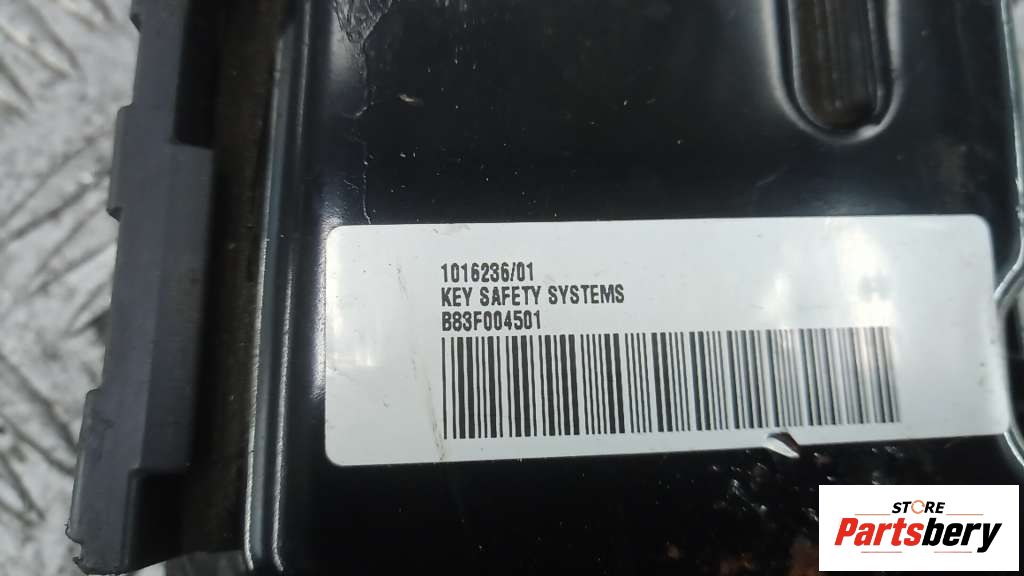 1016236/01
KEY SAFETY SYSTEMS
B83F004501
STORE
Partsbery